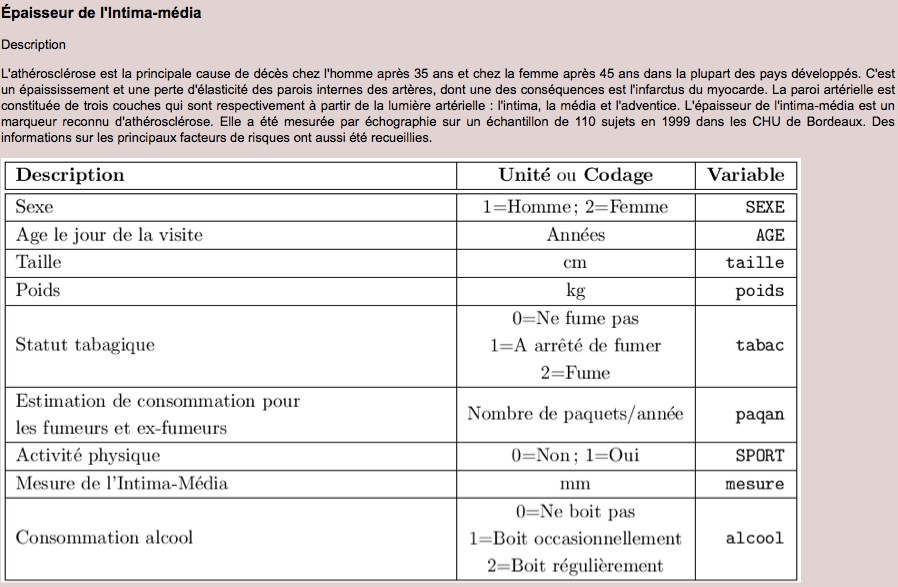 Épaisseur de l'Intima-média
Description
L'athérosclérose est la principale cause de décès chez l'homme après 35 ans et chez la femme après 45 ans dans la plupart des pays développés. C'est
un épaississement et une perte d'élasticité des parois internes des artères, dont une des conséquences est l'infarctus du myocarde. La paroi artérielle est
constituée de trois couches qui sont respectivement à partir de la lumière artérielle : l'intima, la média et l'adventice. L'épaisseur de l'intima-média est un
marqueur reconnu d'athérosclérose. Elle a été mesurée par échographie sur un échantillon de 110 sujets en 1999 dans les CHU de Bordeaux. Des
informations sur les principaux facteurs de risques ont aussi été recueillies.
Description Unité ou Codage Variable
Sexe 1=Homme ; 2=Femme SEXE
Age le jour de la visite Années AGE
Taille cm taille
Poids kg poids
0=Ne fume pas
Statut tabagique 1=A arrêté de fumer tabac
2=Fume
Estimation de consommation pour
les fumeurs et ex-fumeurs Nombre de paquets/année paqan
Activité physique 0=Non ; 1=Oui SPORT
Mesure de l'Intima-Média mm mesure
0=Ne boit pas
Consommation alcool 1=Boit occasionnellement alcool
2=Boit régulièrement